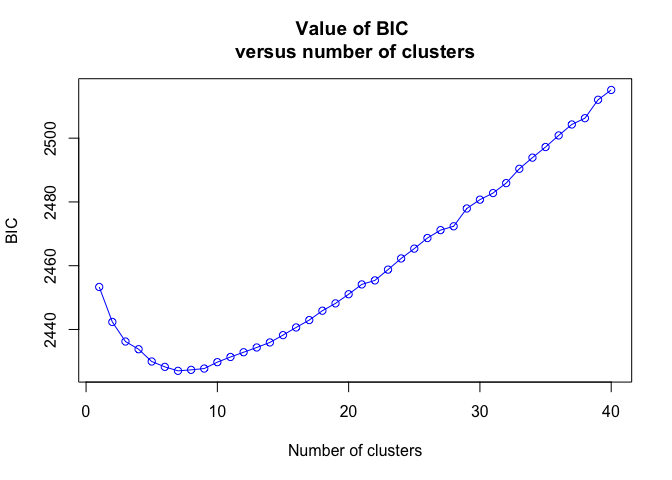 Value of BIC
versus number of clusters
BIC
2500
2480
2460
2440
0 10 20 30 40
Number of clusters